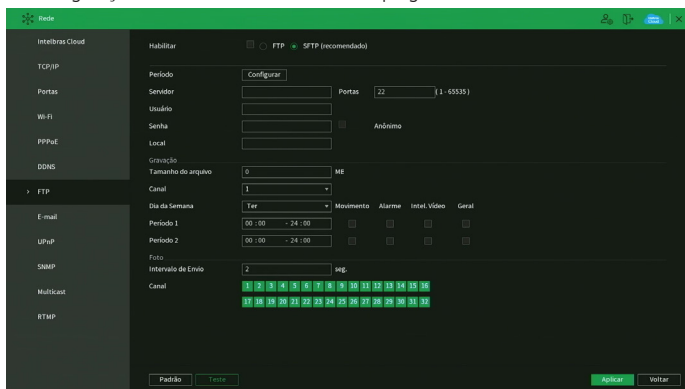 Rede
Intelbras Cloud
TCP/IP
Portas
Wi-Fi
PPPoE
DDNS
FTP
E-mail
UPnP
SNMP
Multicast
RTMP
Habilitar FTP SFTP (recomendado)
Período Configurar
Servidor Portas 22 ( 1 - 65535 )
Usuário
Senha Anônimo
Local
Gravação
Tamanho do arquivo 0 ME
Canal 1
Dia da Semana Ter Movimento Alarme Intel. Vídeo Geral
Período 1 00 : 00 - 24 : 00
Período 2 00 : 00 - 24 : 00
Foto
Intervalo de Envio 2 seg.
Canal 1 2 3 4 5 6 7 8 9 10 11 12 13 14 15 16
17 18 19 20 21 22 23 24 25 26 27 28 29 30 31 32
Padrão Teste Aplicar Voltar